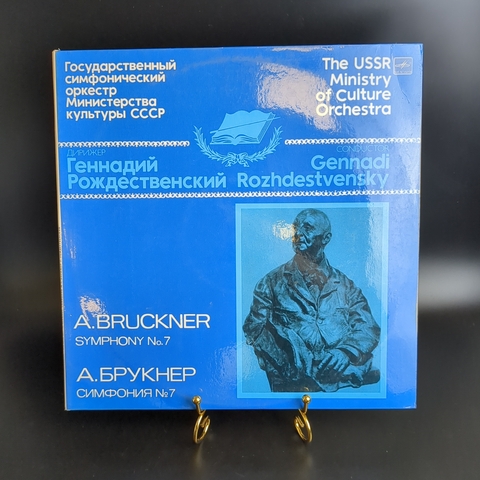 Государственный
симфонический
оркестр
Министерства
культуры СССР
The USSR
Ministry
of Culture
Orchestra
ДИРИЖЕР
Геннадий
Рождественский
CONDUCTOR
Gennadi
Rozhdestvensky
A.BRUCKNER
SYMPHONY No.7
А.БРУКНЕР
СИМФОНИЯ №7